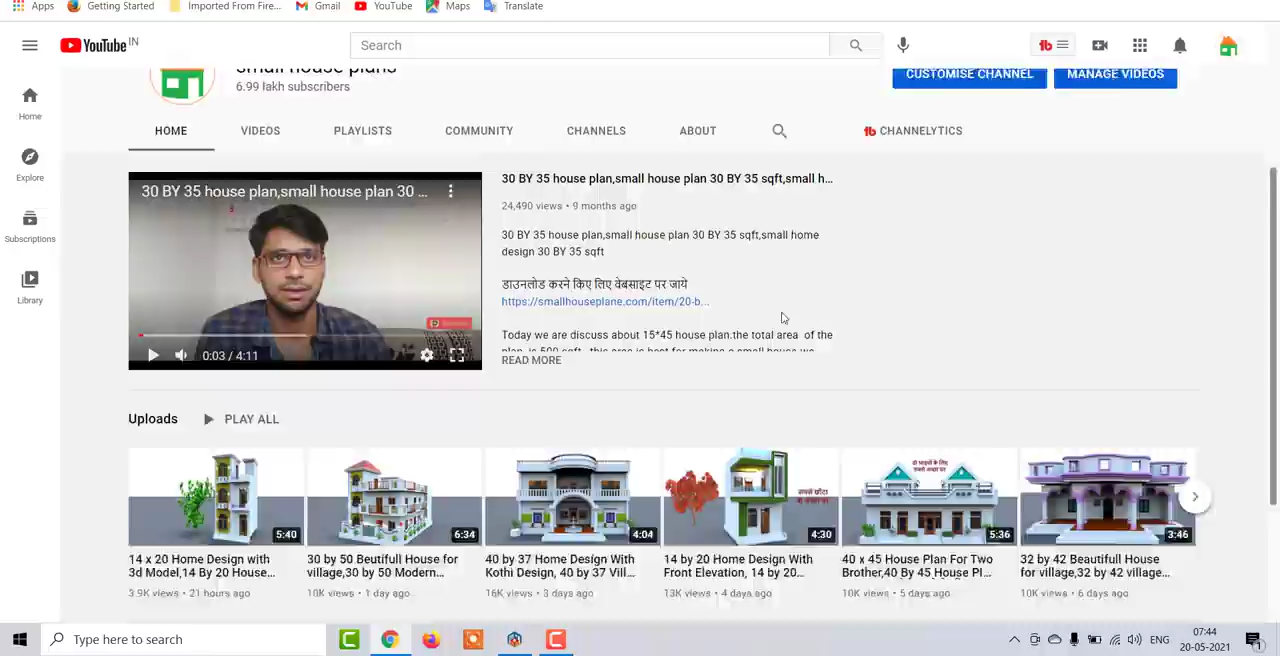 Apps Getting Started Imported From Fire... Gmail YouTube Maps Translate
YouTube IN Search
small house plans
6.99 lakh subscribers
CUSTOMISE CHANNEL MANAGE VIDEOS
Home
Explore
Subscriptions
Library
HOME VIDEOS PLAYLISTS COMMUNITY CHANNELS ABOUT CHANNELYTICS
30 BY 35 house plan,small house plan 30 ...
0:03 / 4:11
30 BY 35 house plan,small house plan 30 BY 35 sqft,small h...
24,490 views • 9 months ago
30 BY 35 house plan,small house plan 30 BY 35 sqft,small home
design 30 BY 35 sqft
डाउनलोड करने किए लिए वेबसाइट पर जाये
https://smallhouseplane.com/item/20-b...
Today we are discuss about 15*45 house plan.the total area of the
READ MORE
Uploads PLAY ALL
5:40 6:34 4:04 4:30 5:36 3:46
14 x 20 Home Design with
3d Model,14 By 20 House...
3.9K views • 21 hours ago
30 by 50 Beutifull House for
village,30 by 50 Modern...
10K views • 1 day ago
40 by 37 Home Design With
Kothi Design, 40 by 37 Vill...
16K views • 3 days ago
14 by 20 Home Design With
Front Elevation, 14 by 20...
13K views • 4 days ago
40 x 45 House Plan For Two
Brother,40 By 45 House Pl...
10K views • 5 days ago
32 by 42 Beautifull House
for village,32 by 42 village...
10K views • 6 days ago
Type here to search
ENG
07:44
20-05-2021